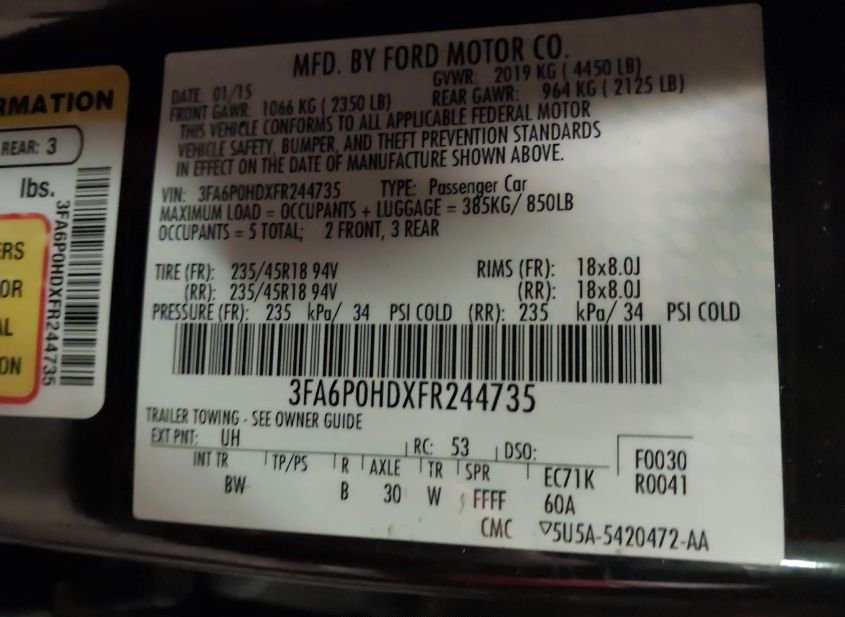 MFD. BY FORD MOTOR CO.
DATE: 01/15 GVWR: 2019 KG ( 4450 LB)
FRONT GAWR: 1066 KG ( 2350 LB) REAR GAWR: 964 KG ( 2125 LB)
THIS VEHICLE CONFORMS TO ALL APPLICABLE FEDERAL MOTOR
VEHICLE SAFETY, BUMPER, AND THEFT PREVENTION STANDARDS
IN EFFECT ON THE DATE OF MANUFACTURE SHOWN ABOVE.
VIN: 3FA6P0HDXFR244735 TYPE: Passenger Car
MAXIMUM LOAD = OCCUPANTS + LUGGAGE = 385KG/ 850LB
OCCUPANTS = 5 TOTAL; 2 FRONT, 3 REAR
TIRE (FR): 235/45R18 94V RIMS (FR): 18x8.0J
(RR): 235/45R18 94V (RR): 18x8.0J
PRESSURE (FR): 235 kPa/ 34 PSI COLD (RR): 235 kPa/ 34 PSI COLD
3FA6P0HDXFR244735
TRAILER TOWING - SEE OWNER GUIDE
EXT PNT: UH RC: 53 DSO:
INT TR TP/PS R AXLE TR SPR EC71K
BW B 30 W FFFF 60A
F0030
R0041
CMC ▽5U5A-5420472-AA
RMATION
REAR: 3
lbs.
3FA6P0HDXFR244735
ERS
OR
AL
ON